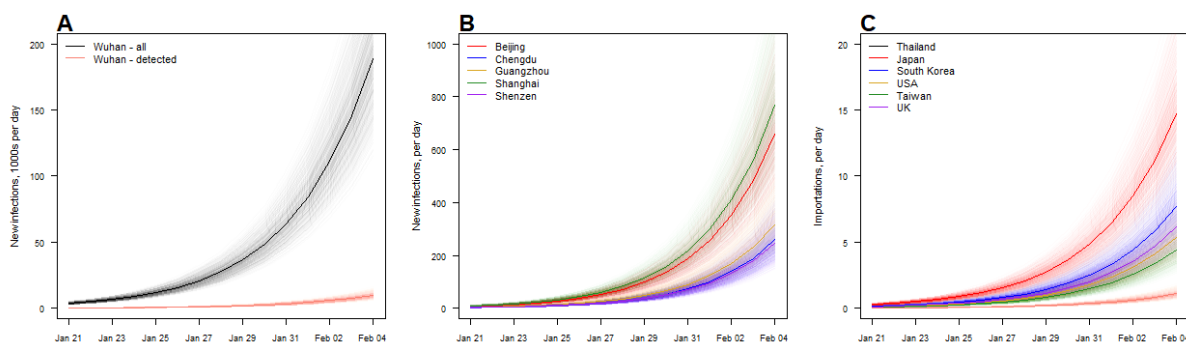 A
Wuhan - all
Wuhan - detected
New infections, 1000s per day
200
150
100
50
0
Jan 21 Jan 23 Jan 25 Jan 27 Jan 29 Jan 31 Feb 02 Feb 04
B
Beijing
Chengdu
Guangzhou
Shanghai
Shenzen
New infections, per day
1000
800
600
400
200
0
Jan 21 Jan 23 Jan 25 Jan 27 Jan 29 Jan 31 Feb 02 Feb 04
C
Thailand
Japan
South Korea
USA
Taiwan
UK
Importations, per day
20
15
10
5
0
Jan 21 Jan 23 Jan 25 Jan 27 Jan 29 Jan 31 Feb 02 Feb 04